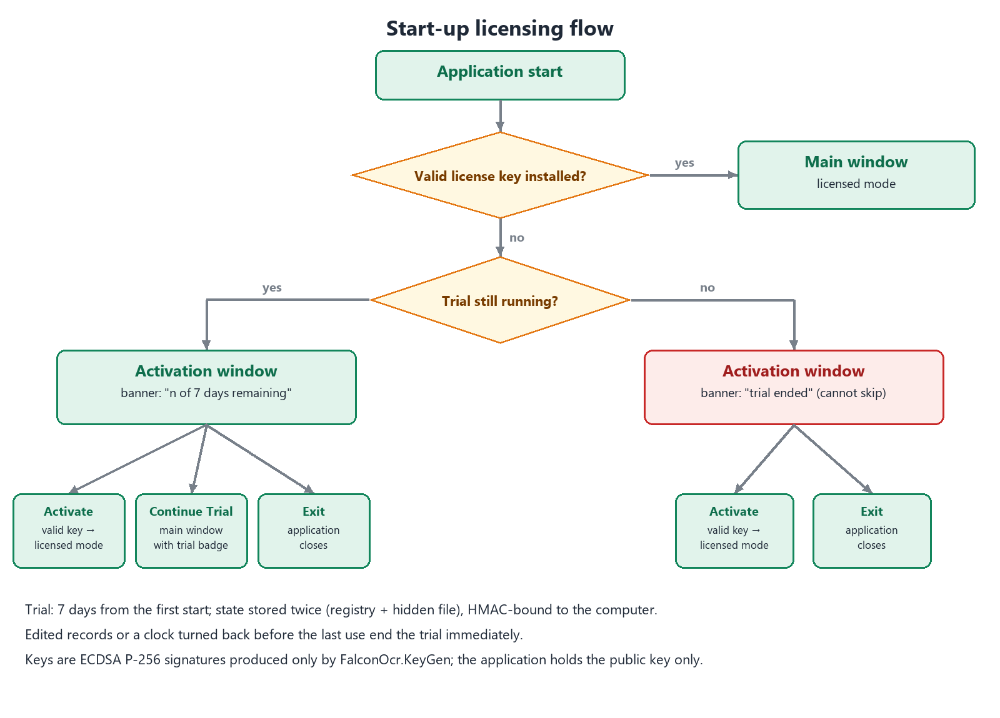 Start-up licensing flow
Application start
Valid license key installed?
yes
Main window
licensed mode
no
Trial still running?
yes
no
Activation window
banner: "n of 7 days remaining"
Activation window
banner: "trial ended" (cannot skip)
Activate
valid key →
licensed mode
Continue Trial
main window
with trial badge
Exit
application
closes
Activate
valid key →
licensed mode
Exit
application
closes
Trial: 7 days from the first start; state stored twice (registry + hidden file), HMAC-bound to the computer.
Edited records or a clock turned back before the last use end the trial immediately.
Keys are ECDSA P-256 signatures produced only by FalconOcr.KeyGen; the application holds the public key only.